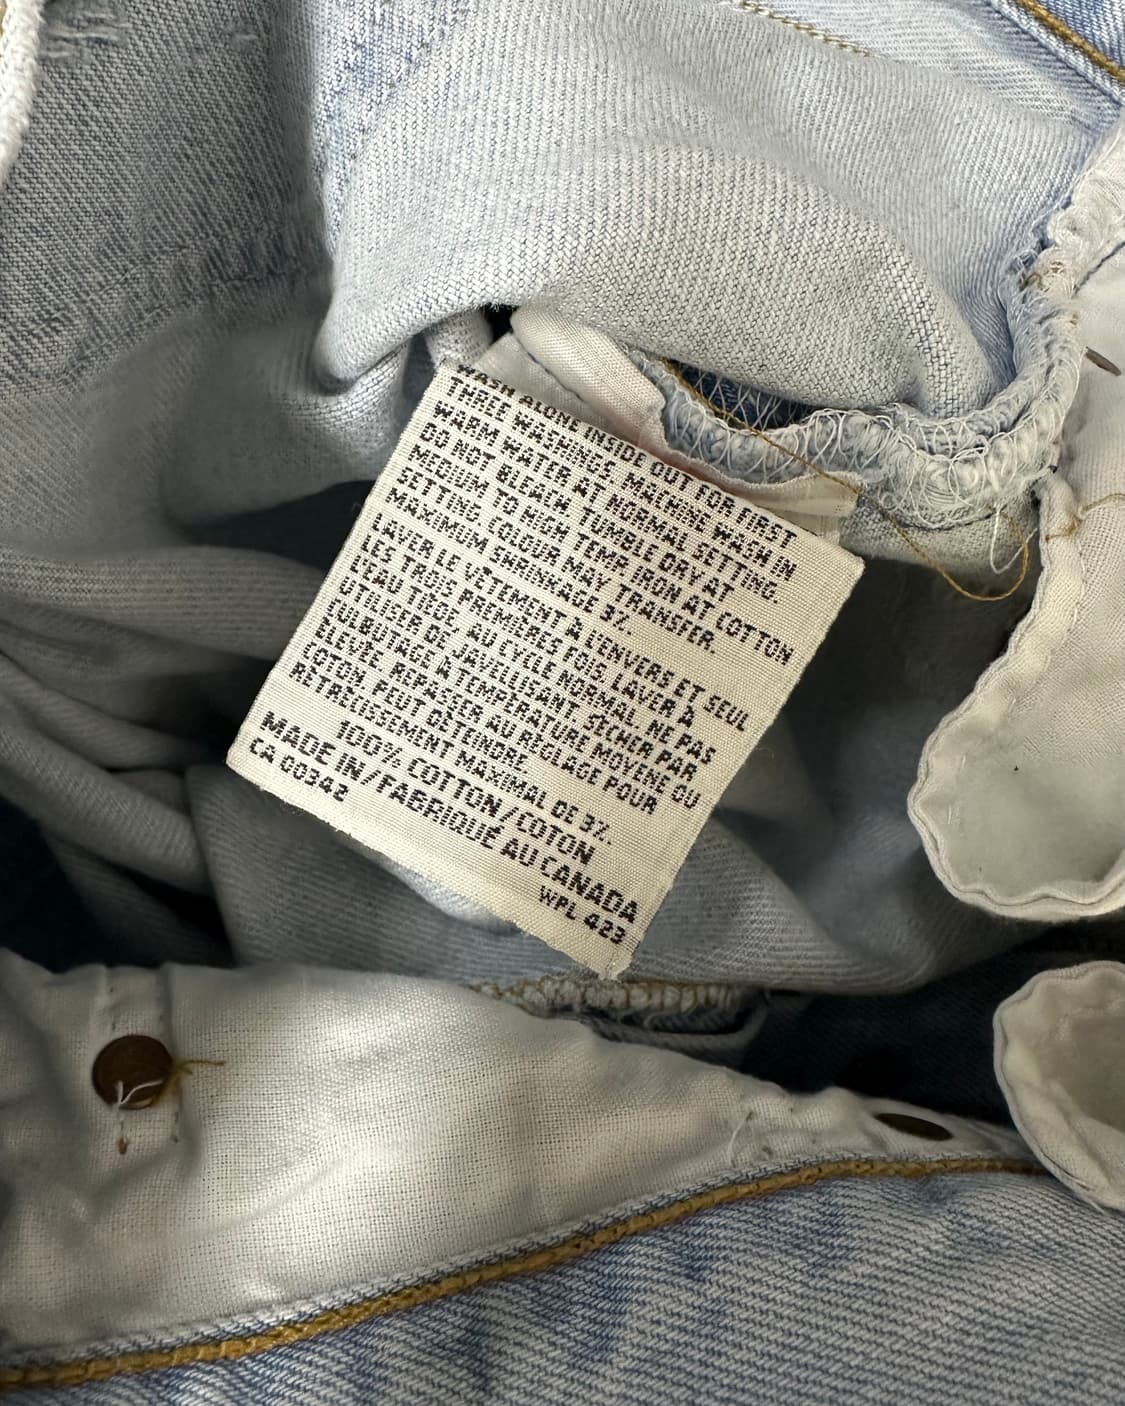 WASH ALONE INSIDE OUT FOR FIRST
THREE WASHINGS. MACHINE WASH IN
WARM WATER AT NORMAL SETTING.
DO NOT BLEACH. TUMBLE DRY AT
MEDIUM TO HIGH TEMP. IRON AT COTTON
SETTING. COLOUR MAY TRANSFER.
MAXIMUM SHRINKAGE 3%.
LAVER LE VÊTEMENT À L'ENVERS ET SEUL
LES TROIS PREMIÈRES FOIS. LAVER À
L'EAU TIÈDE, AU CYCLE NORMAL. NE PAS
UTILISER DE JAVELLISANT. SÉCHER PAR
CULBUTAGE À TEMPÉRATURE MOYENNE OU
ÉLEVÉE. REPASSER AU RÉGLAGE POUR
COTON. PEUT DÉTEINDRE.
RÉTRÉCISSEMENT MAXIMAL DE 3%.
100% COTTON/COTON
MADE IN/FABRIQUÉ AU CANADA
CA 00342 WPL 423